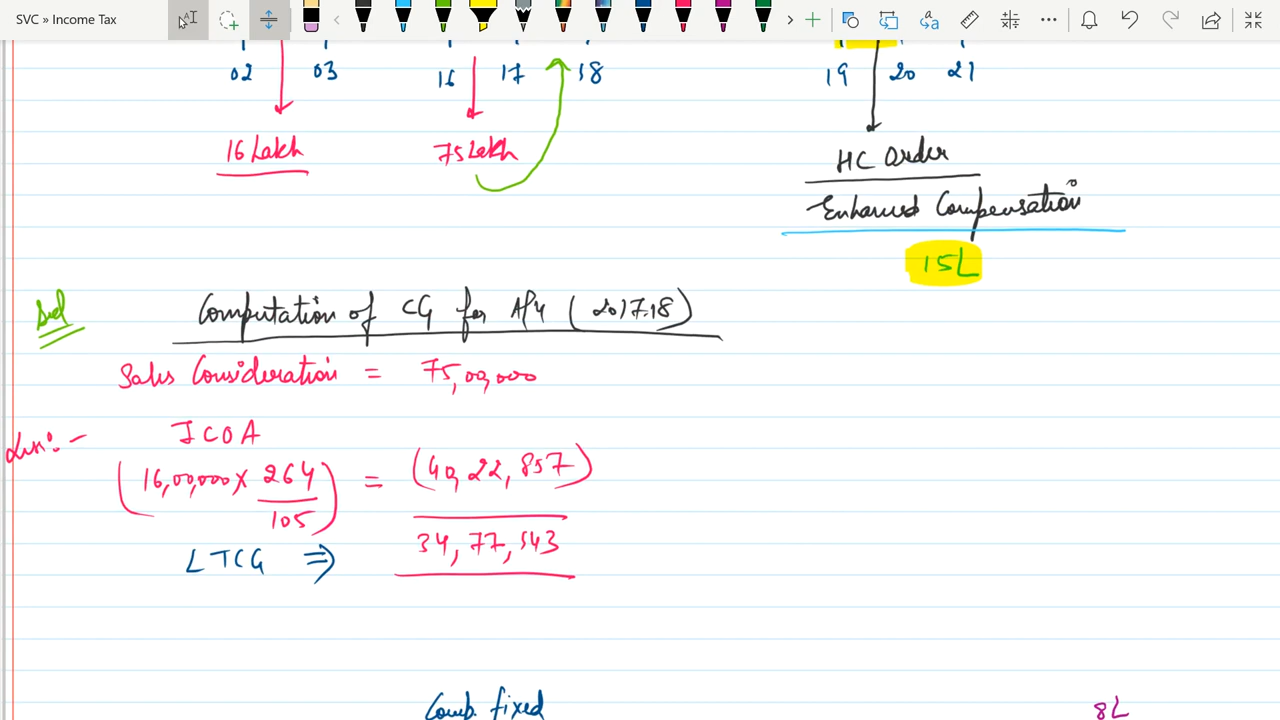 SVC » Income Tax
02 03 16 17 18 19 20 21
16 Lakh 75 Lakh HC Order
Enhanced Compensation
15L
Sol Computation of CG for A/Y (2017-18)
Sales Consideration = 75,00,000
Less:- ICOA
(16,00,000 x 264/105) = (40,22,857)
LTCG ⇒ 34,77,143
Comp. fixed 8L